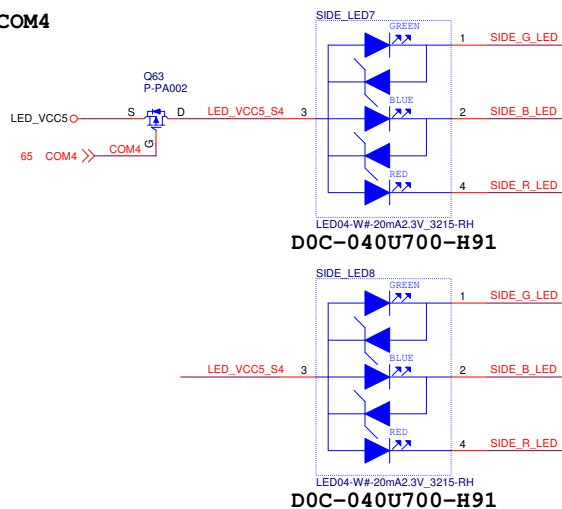 COM4
SIDE_LED7
GREEN
1 SIDE_G_LED
Q63
P-PA002
BLUE
LED_VCC5 S D LED_VCC5_S4 3 2 SIDE_B_LED
G
65 COM4 COM4
RED
4 SIDE_R_LED
LED04-W#-20mA2.3V_3215-RH
D0C-040U700-H91
SIDE_LED8
GREEN
1 SIDE_G_LED
BLUE
LED_VCC5_S4 3 2 SIDE_B_LED
RED
4 SIDE_R_LED
LED04-W#-20mA2.3V_3215-RH
D0C-040U700-H91